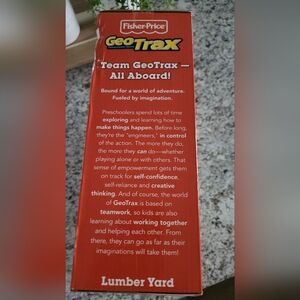 Fisher-Price
GeoTrax
Team GeoTrax —
All Aboard!
Bound for a world of adventure.
Fueled by imagination.
Preschoolers spend lots of time
exploring and learning how to
make things happen. Before long,
they're the "engineers," in control
of the action. The more they do,
the more they can do—whether
playing alone or with others. That
sense of empowerment gets them
on track for self-confidence,
self-reliance and creative
thinking. And of course, the world
of GeoTrax is based on
teamwork, so kids are also
learning about working together
and helping each other. From
there, they can go as far as their
imaginations will take them!
Lumber Yard